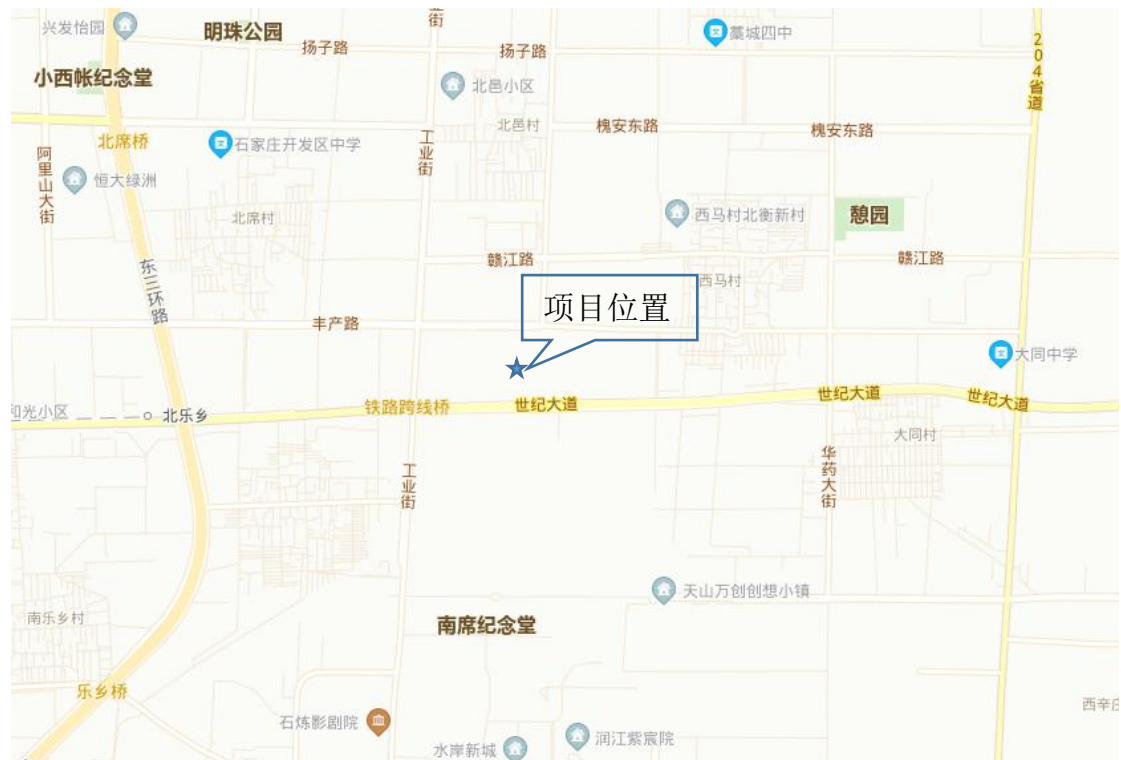 街
兴发怡园
明珠公园
扬子路
扬子路
藁城四中
204省道
小西帐纪念堂
北邑小区
北邑村
槐安东路
槐安东路
北席桥
石家庄开发区中学
工业街
阿里山大街
恒大绿洲
北席村
西马村北衡新村
憩园
赣江路
赣江路
东三环路
西马村
项目位置
丰产路
大同中学
和光小区
北乐乡
铁路跨线桥
世纪大道
世纪大道
世纪大道
大同村
华药大街
工业街
天山万创创想小镇
南乐乡村
南席纪念堂
乐乡桥
西辛庄
石炼影剧院
水岸新城
润江紫宸院